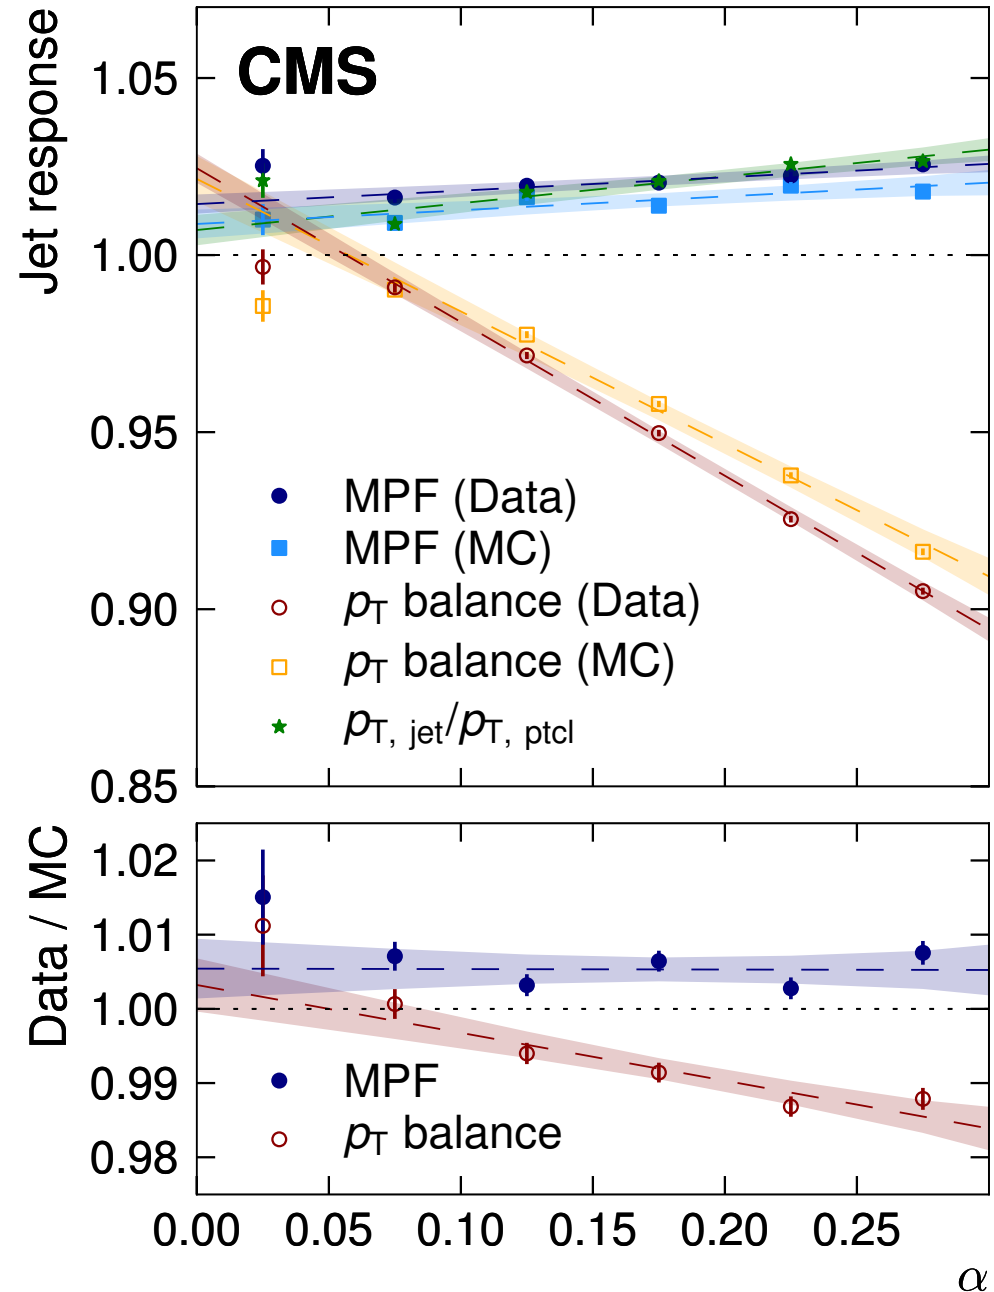 CMS
Jet response
1.05
1.00
0.95
0.90
0.85
MPF (Data)
MPF (MC)
pT balance (Data)
pT balance (MC)
pT, jet/pT, ptcl
Data / MC
1.02
1.01
1.00
0.99
0.98
MPF
pT balance
0.00 0.05 0.10 0.15 0.20 0.25
α